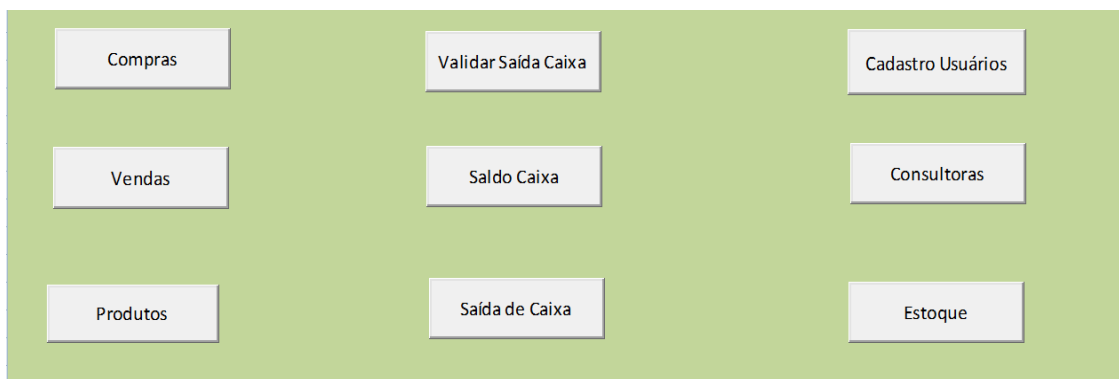 Compras
Validar Saída Caixa
Cadastro Usuários
Vendas
Saldo Caixa
Consultoras
Produtos
Saída de Caixa
Estoque